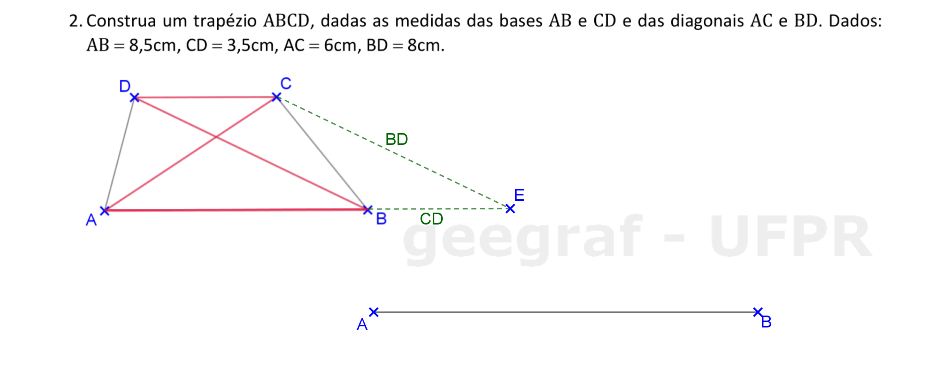 2. Construa um trapézio ABCD, dadas as medidas das bases AB e CD e das diagonais AC e BD. Dados:
AB = 8,5cm, CD = 3,5cm, AC = 6cm, BD = 8cm.
D
C
BD
E
A
B
CD
geegraf - UFPR
A
B